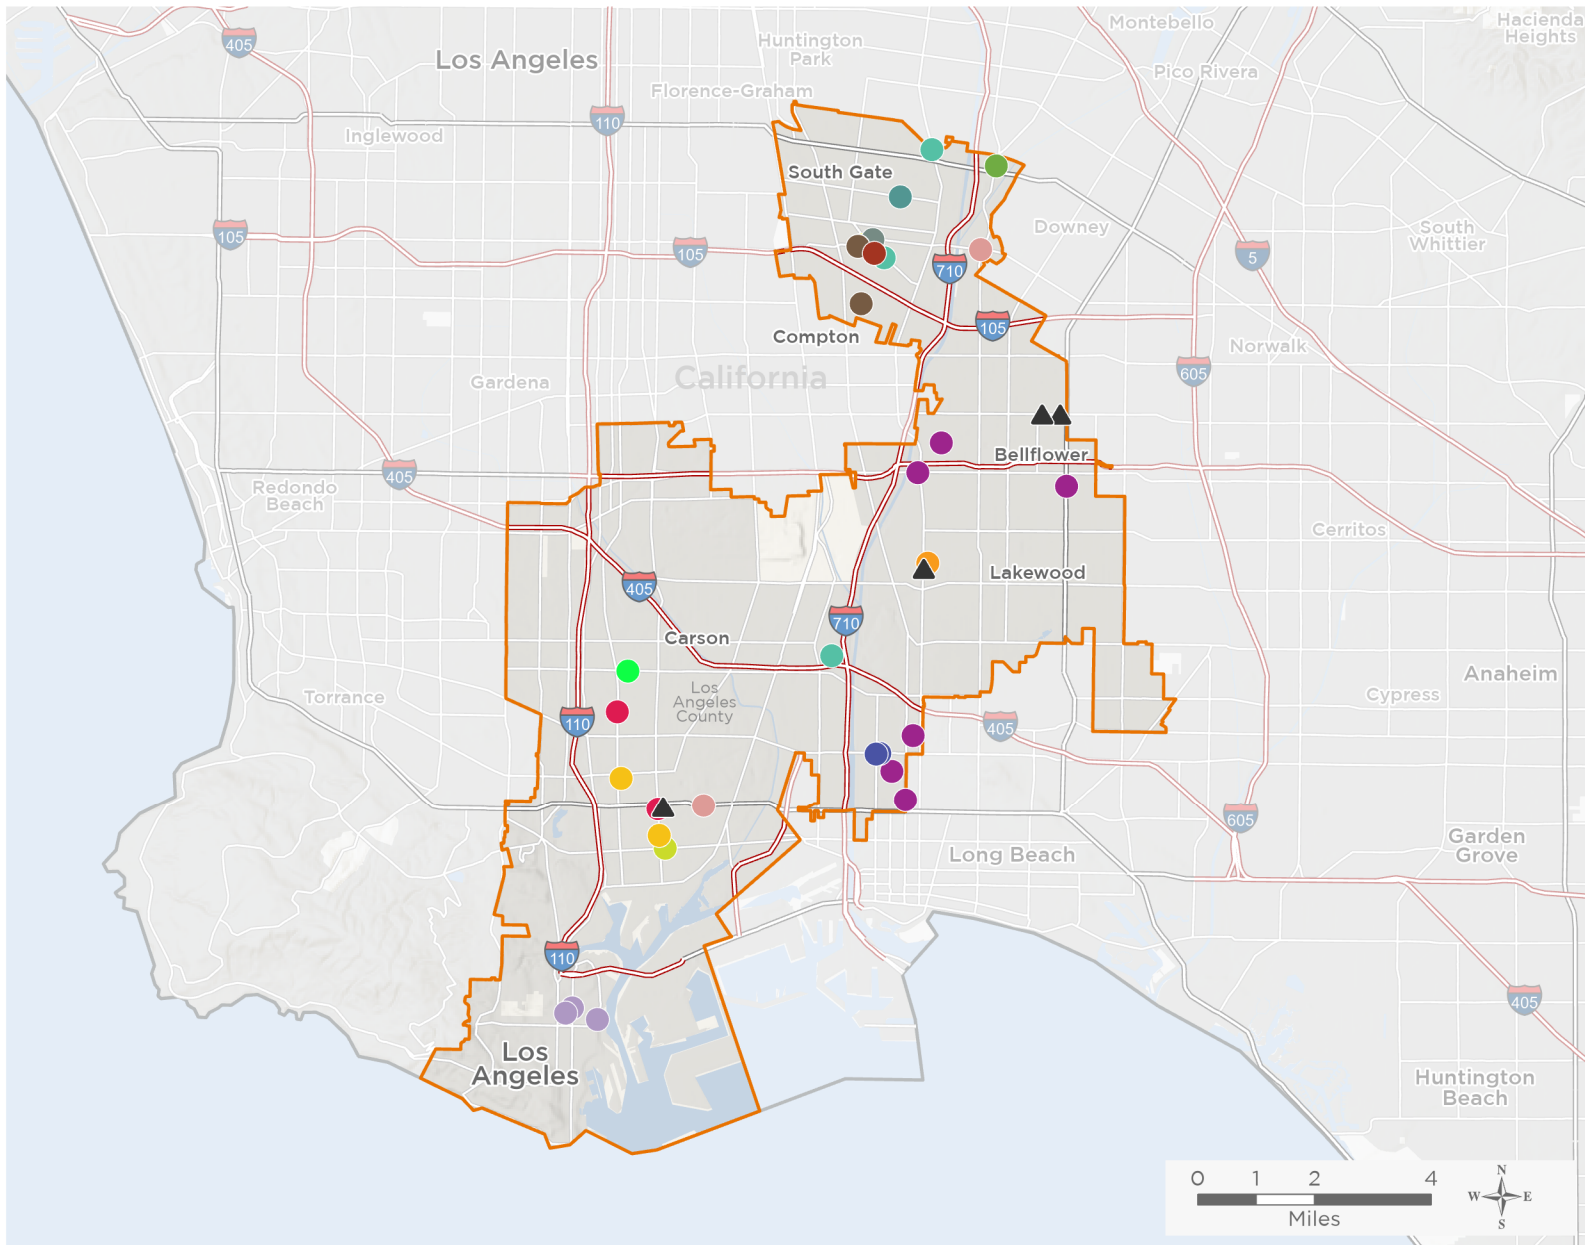 Montebello
Hacienda
Heights
405
Los Angeles
Huntington
Park
Pico Rivera
Florence-Graham
110
Inglewood
South Gate
105
105
Downey
South
Whittier
5
710
105
Compton
Norwalk
605
California
Gardena
Bellflower
405
Redondo
Beach
Cerritos
405
Lakewood
710
Carson
Los
Angeles
County
Anaheim
Torrance
Cypress
110
405
605
Long Beach
Garden
Grove
110
405
Los
Angeles
Huntington
Beach
0 1 2 4
Miles
N
W E
S